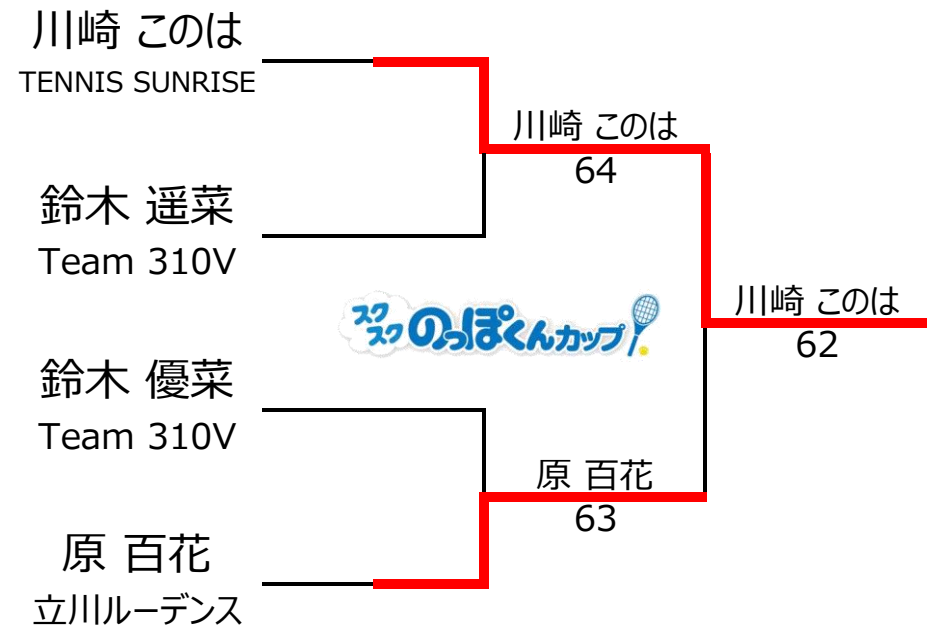 川崎 このは
TENNIS SUNRISE
川崎 このは
64
鈴木 遥菜
Team 310V
川崎 このは
62
スクスク のっぽくんカップ
鈴木 優菜
Team 310V
原 百花
63
原 百花
立川ルーデンス